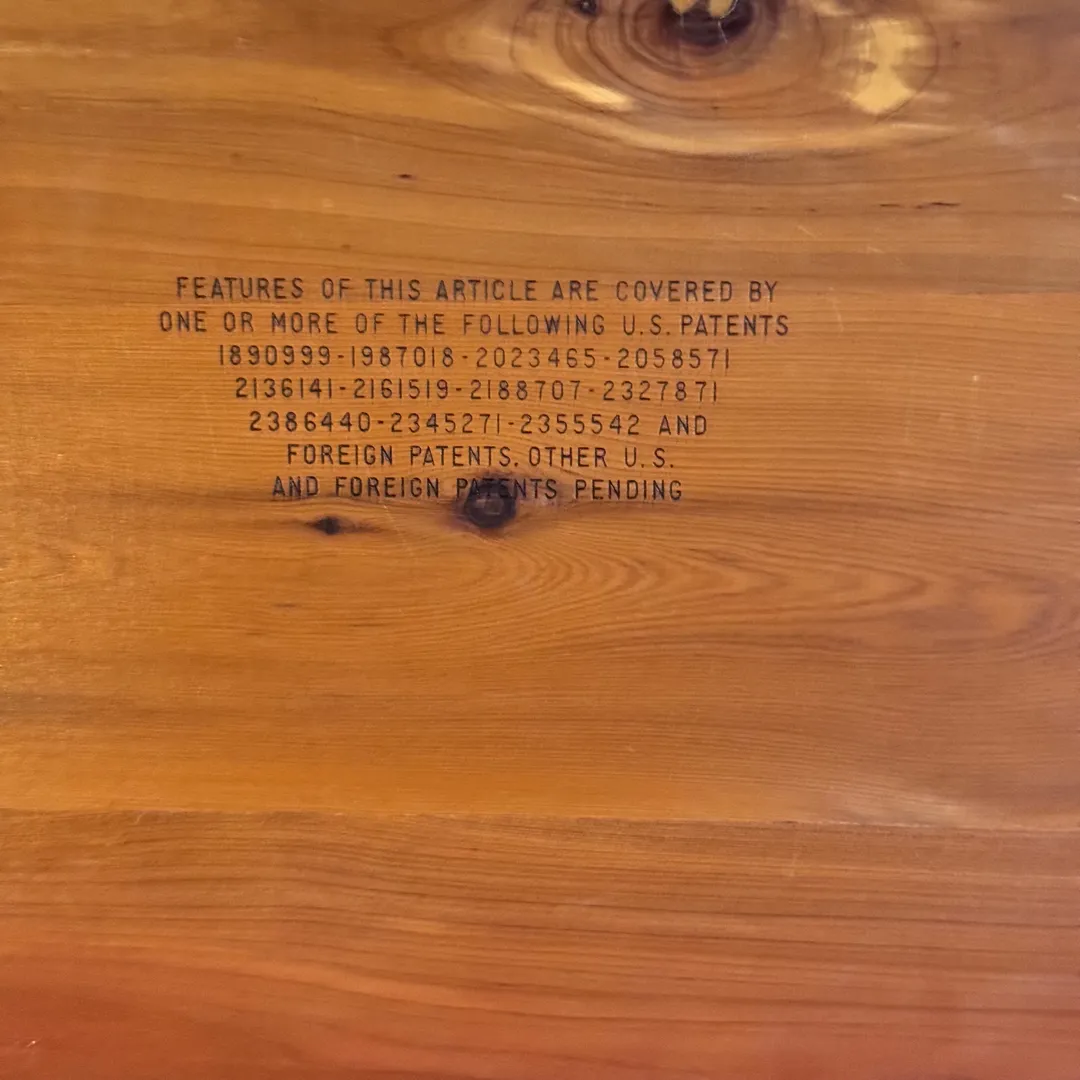 FEATURES OF THIS ARTICLE ARE COVERED BY
ONE OR MORE OF THE FOLLOWING U.S. PATENTS
1890999-1987018-2023465-2058571
2136141-2161519-2188707-2327871
2386440-2345271-2355542 AND
FOREIGN PATENTS. OTHER U.S.
AND FOREIGN PATENTS PENDING